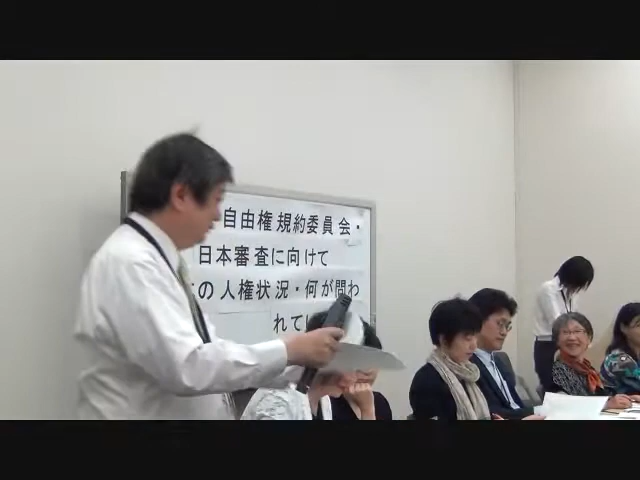 自由権規約委員会・
日本審査に向けて
の人権状況・何が問わ
れて